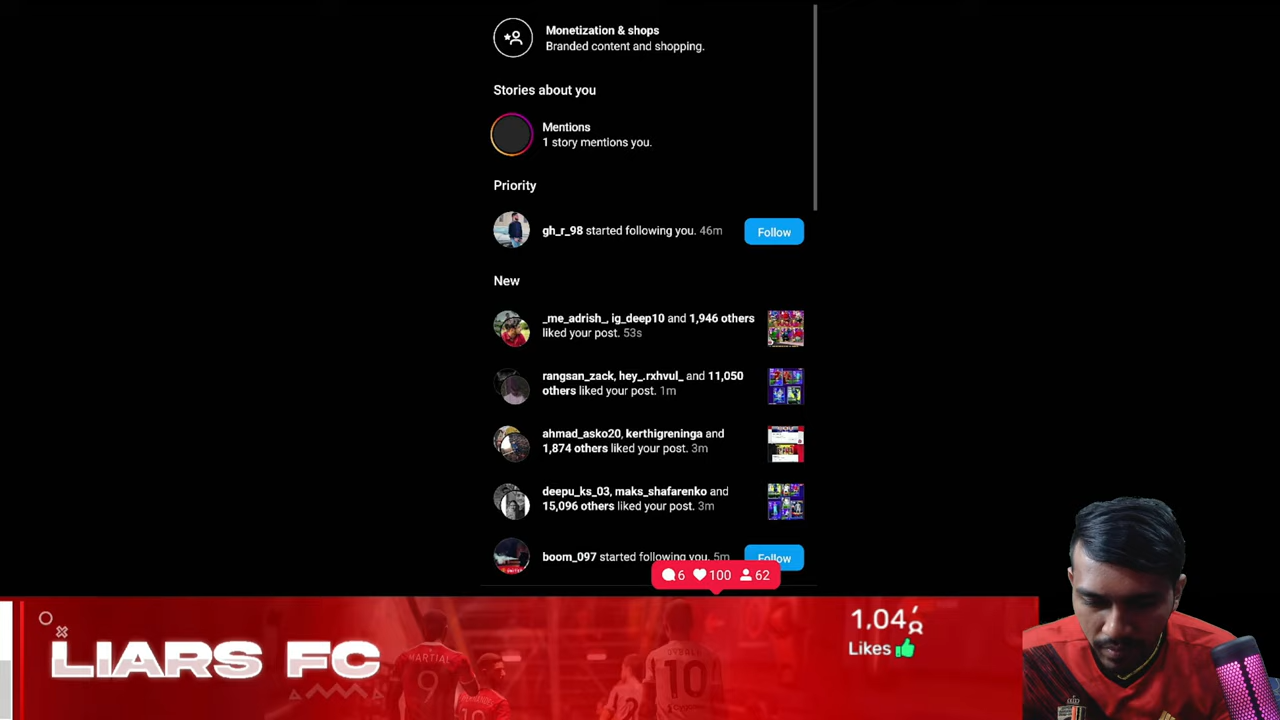 Monetization & shops
Branded content and shopping.
Stories about you
Mentions
1 story mentions you.
Priority
gh_r_98 started following you. 46m
Follow
New
_me_adrish_, ig_deep10 and 1,946 others
liked your post. 53s
rangsan_zack, hey_.rxhvul_ and 11,050
others liked your post. 1m
ahmad_asko20, kerthigreninga and
1,874 others liked your post. 3m
deepu_ks_03, maks_shafarenko and
15,096 others liked your post. 3m
boom_097 started following you. 5m
Follow
6 100 62
LIARS FC
MARTIAL
9
10
Likes